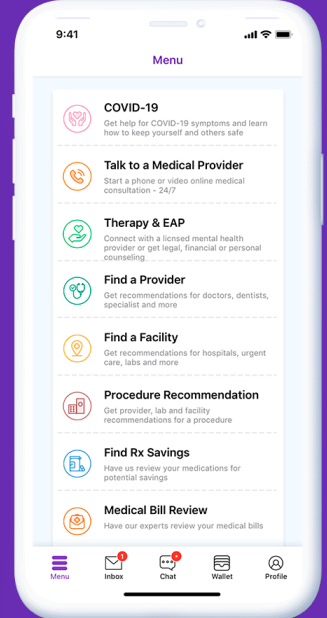 9:41
Menu
COVID-19
Get help for COVID-19 symptoms and learn
how to keep yourself and others safe
Talk to a Medical Provider
Start a phone or video online medical
consultation - 24/7
Therapy & EAP
Connect with a licnsed mental health
provider or get legal, financial or personal
counseling
Find a Provider
Get recommendations for doctors, dentists,
specialist and more
Find a Facility
Get recommendations for hospitals, urgent
care, labs and more
Procedure Recommendation
Get provider, lab and facility
recommendations for a procedure
Find Rx Savings
Have us review your medications for
potential savings
Medical Bill Review
Have our experts review your medical bills
1
Menu Inbox Chat Wallet Profile